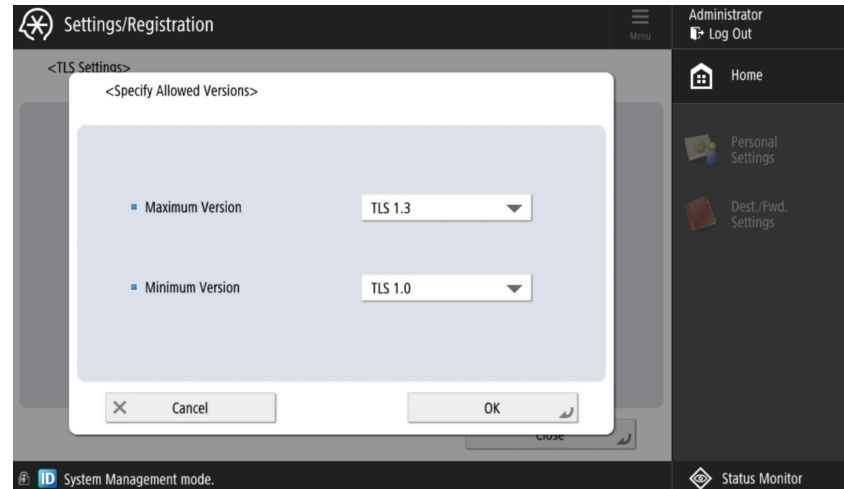 Settings/Registration
Menu
Administrator
Log Out
<TLS Settings>
Home
<Specify Allowed Versions>
Personal
Settings
Dest./Fwd.
Settings
Maximum Version
TLS 1.3
Minimum Version
TLS 1.0
Cancel
OK
Close
ID System Management mode.
Status Monitor